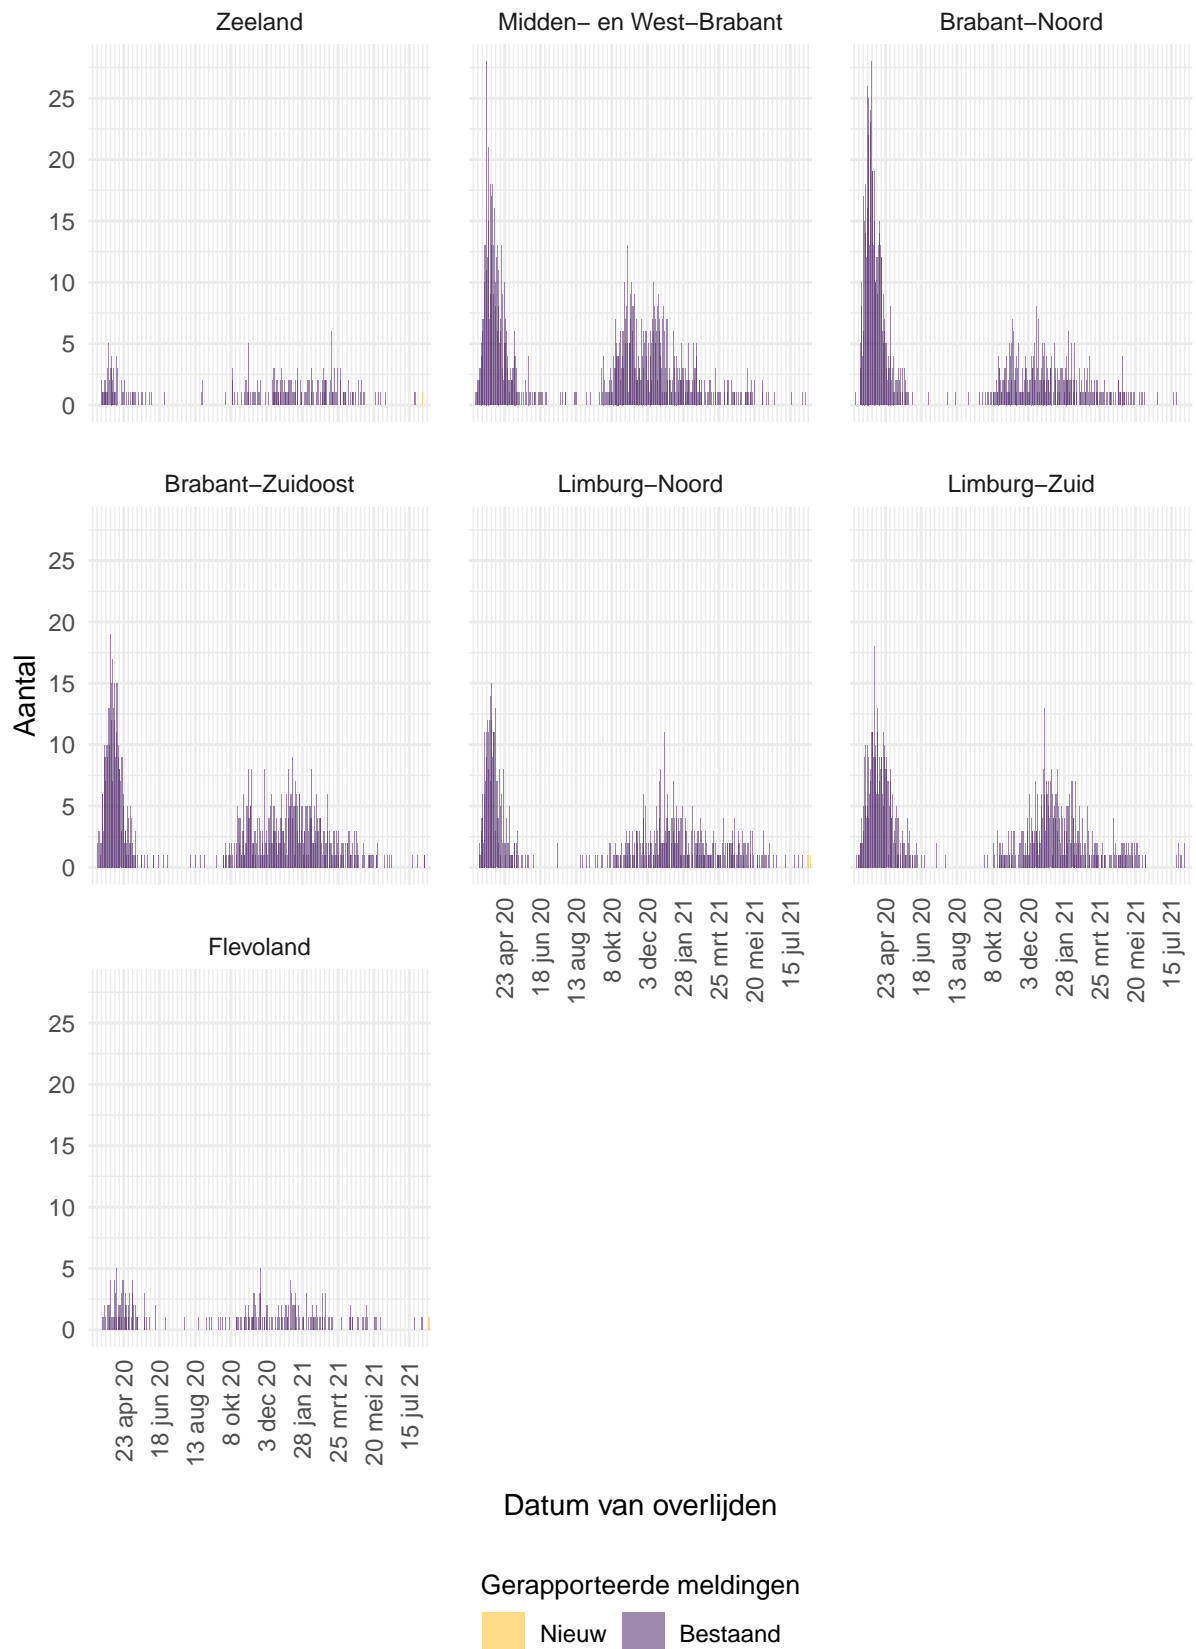 Zeeland
Midden− en West−Brabant
Brabant−Noord
25
20
15
10
5
0
Brabant−Zuidoost
Limburg−Noord
Limburg−Zuid
25
20
15
10
5
0
23 apr 20
18 jun 20
13 aug 20
8 okt 20
3 dec 20
28 jan 21
25 mrt 21
20 mei 21
15 jul 21
23 apr 20
18 jun 20
13 aug 20
8 okt 20
3 dec 20
28 jan 21
25 mrt 21
20 mei 21
15 jul 21
Flevoland
25
20
15
10
5
0
23 apr 20
18 jun 20
13 aug 20
8 okt 20
3 dec 20
28 jan 21
25 mrt 21
20 mei 21
15 jul 21
Aantal
Datum van overlijden
Gerapporteerde meldingen
Nieuw
Bestaand